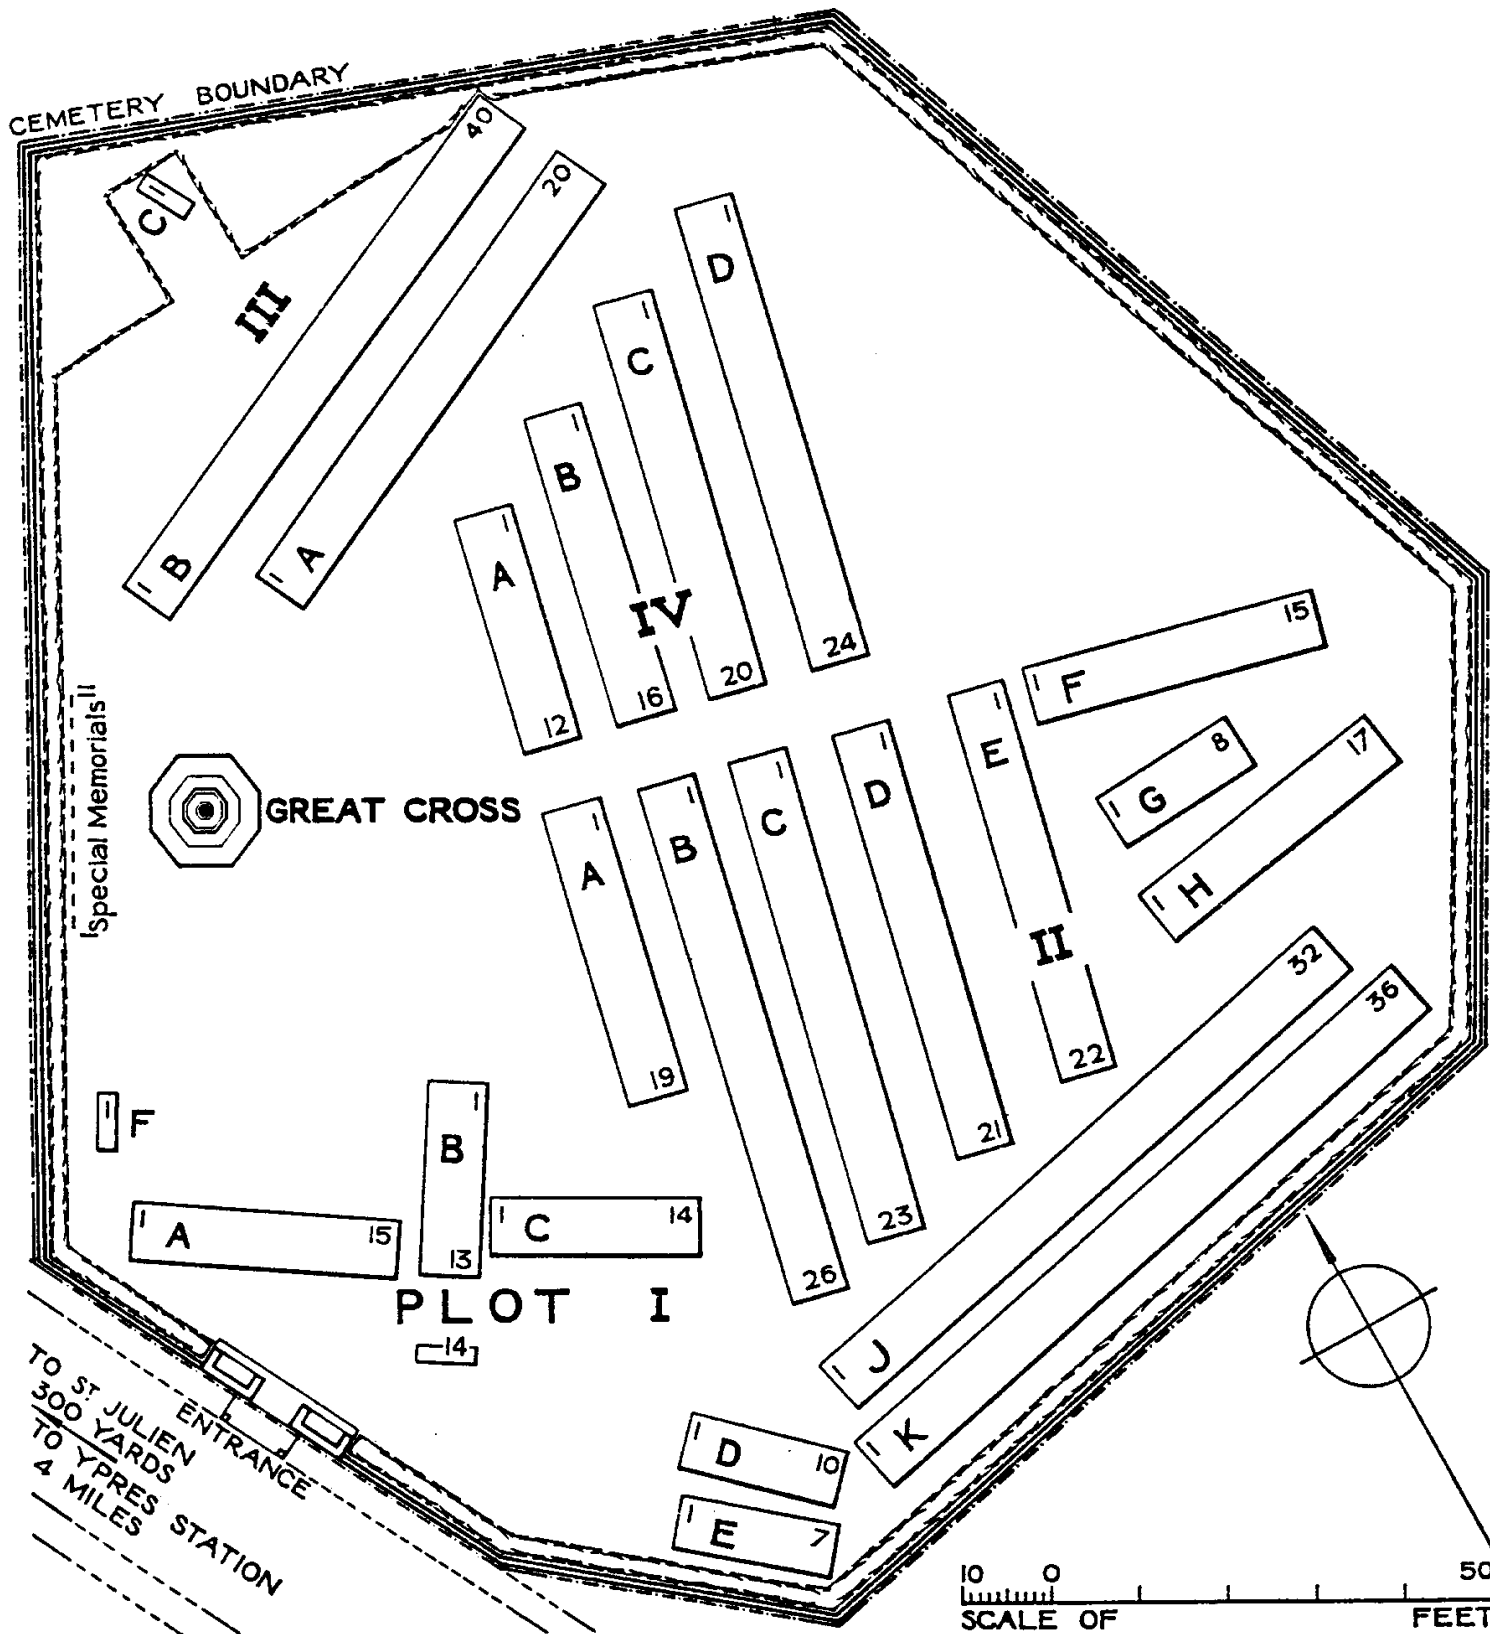 CEMETERY BOUNDARY
40
20
1
C
III
1
D
1
C
1
B
1
A
B
1
A
1
IV
12
16
20
24
15
1
F
1
E
8
1
G
17
1
H
II
22
1Special Memorials11
GREAT CROSS
1
A
19
1
B
26
1
C
23
1
D
21
32
1
J
36
1
K
1
F
1
A
15
1
B
13
1
C
14
PLOT I
14
1
D
10
1
E
7
ENTRANCE
TO ST JULIEN
300 YARDS
TO YPRES STATION
4 MILES
10 0 50
SCALE OF FEET